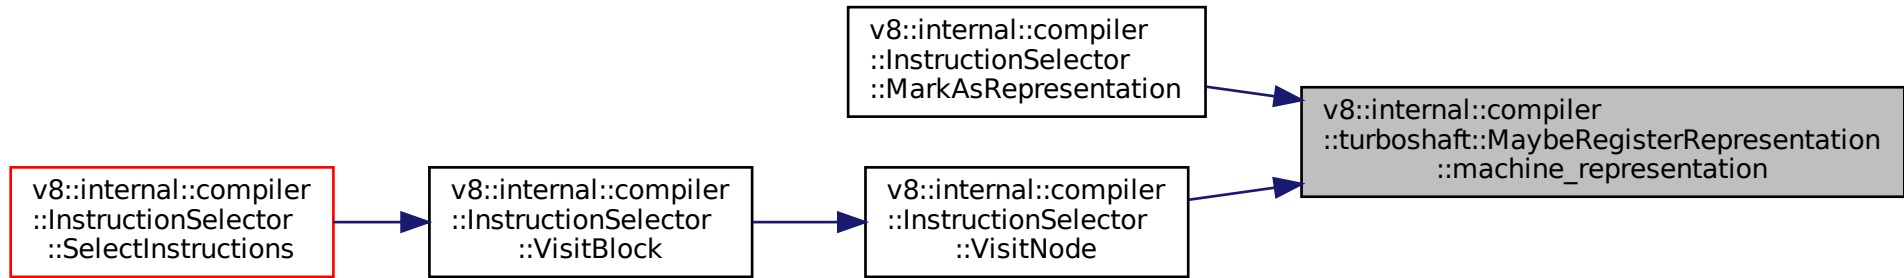 v8::internal::compiler
::InstructionSelector
::MarkAsRepresentation
v8::internal::compiler
::turboshaft::MaybeRegisterRepresentation
::machine_representation
v8::internal::compiler
::InstructionSelector
::SelectInstructions
v8::internal::compiler
::InstructionSelector
::VisitBlock
v8::internal::compiler
::InstructionSelector
::VisitNode